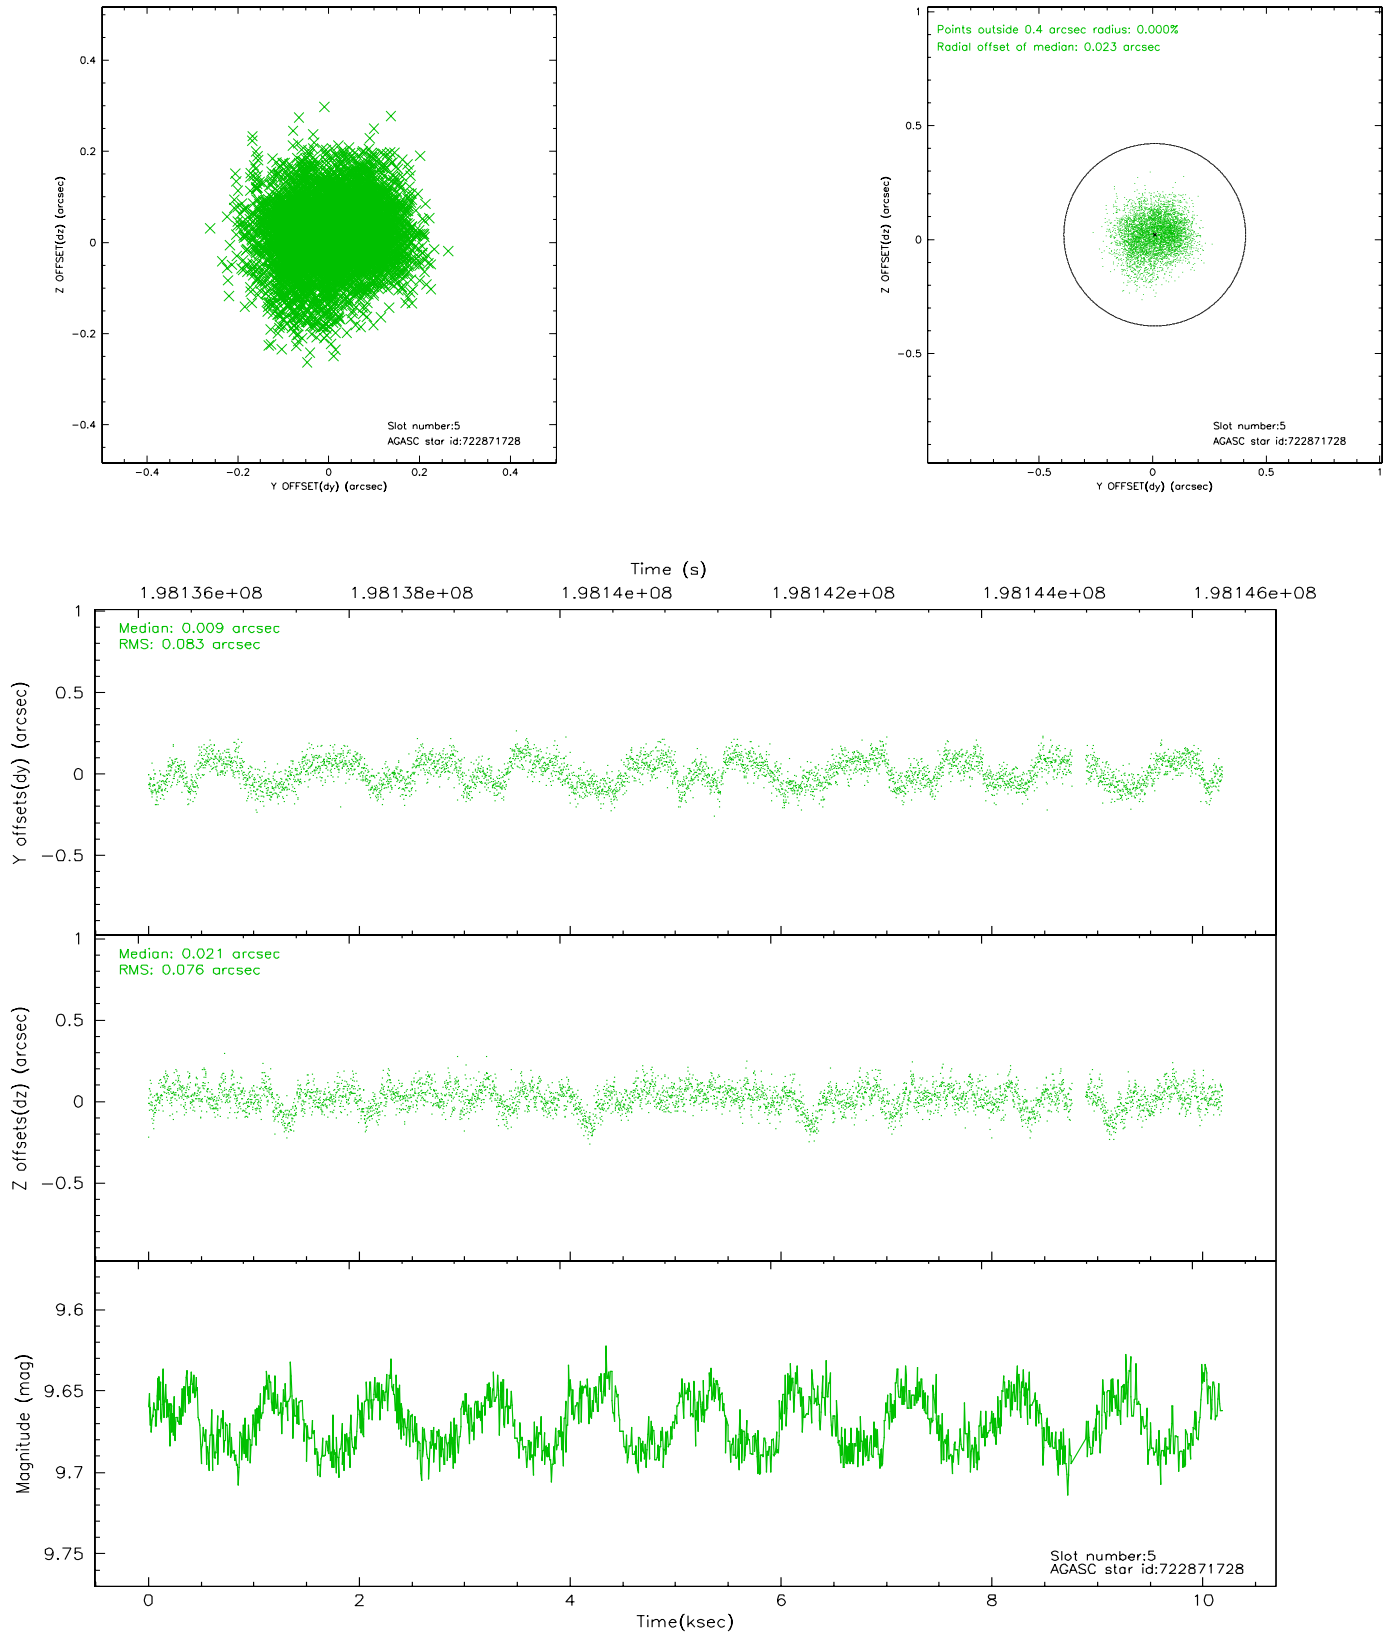 0.4
0.2
0
−0.2
−0.4
Z OFFSET(dz) (arcsec)
Slot number:5
AGASC star id:722871728
−0.4 −0.2 0 0.2 0.4
Y OFFSET(dy) (arcsec)
Points outside 0.4 arcsec radius: 0.000%
Radial offset of median: 0.023 arcsec
1
0.5
0
−0.5
Z OFFSET(dz) (arcsec)
Slot number:5
AGASC star id:722871728
−0.5 0 0.5 1
Y OFFSET(dy) (arcsec)
Time (s)
1.98136e+08 1.98138e+08 1.9814e+08 1.98142e+08 1.98144e+08 1.98146e+08
Median: 0.009 arcsec
RMS: 0.083 arcsec
1
0.5
0
−0.5
Y offsets(dy) (arcsec)
Median: 0.021 arcsec
RMS: 0.076 arcsec
1
0.5
0
−0.5
Z offsets(dz) (arcsec)
9.6
9.65
9.7
9.75
Magnitude (mag)
Slot number:5
AGASC star id:722871728
0 2 4 6 8 10
Time(ksec)